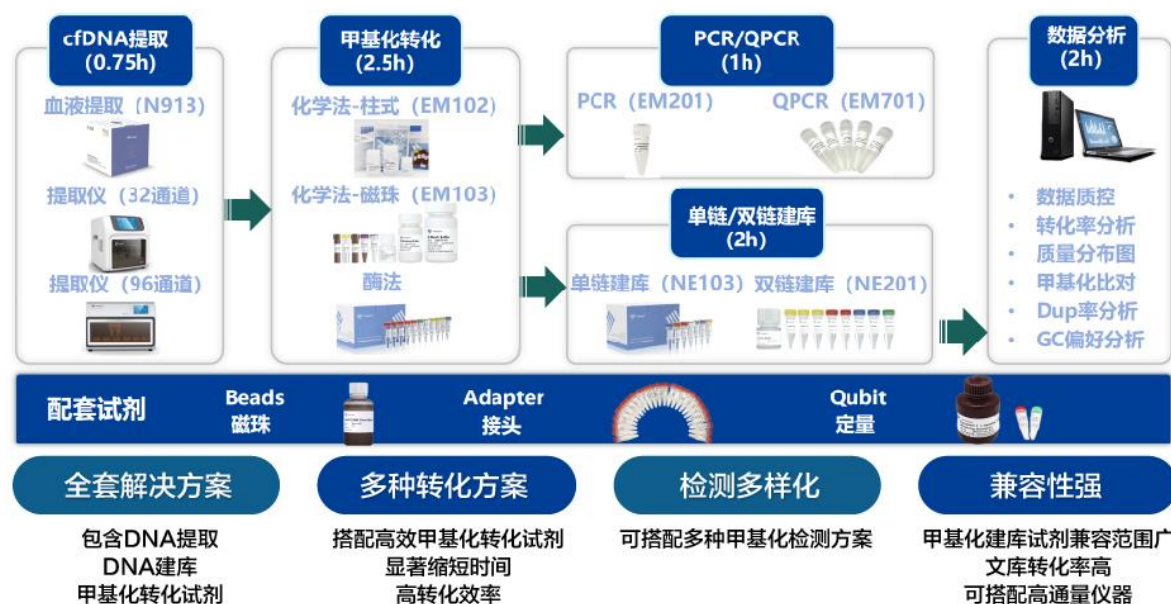 cfDNA提取
(0.75h)
血液提取（N913）
提取仪（32通道）
提取仪（96通道）
甲基化转化
(2.5h)
化学法-柱式（EM102）
化学法-磁珠（EM103）
酶法
PCR/QPCR
(1h)
PCR（EM201）
QPCR（EM701）
单链/双链建库
(2h)
单链建库（NE103）
双链建库（NE201）
数据分析
(2h)
• 数据质控
• 转化率分析
• 质量分布图
• 甲基化比对
• Dup率分析
• GC偏好分析
配套试剂
Beads
磁珠
Adapter
接头
Qubit
定量
全套解决方案
包含DNA提取
DNA建库
甲基化转化试剂
多种转化方案
搭配高效甲基化转化试剂
显著缩短时间
高转化效率
检测多样化
可搭配多种甲基化检测方案
兼容性强
甲基化建库试剂兼容范围广
文库转化率高
可搭配高通量仪器